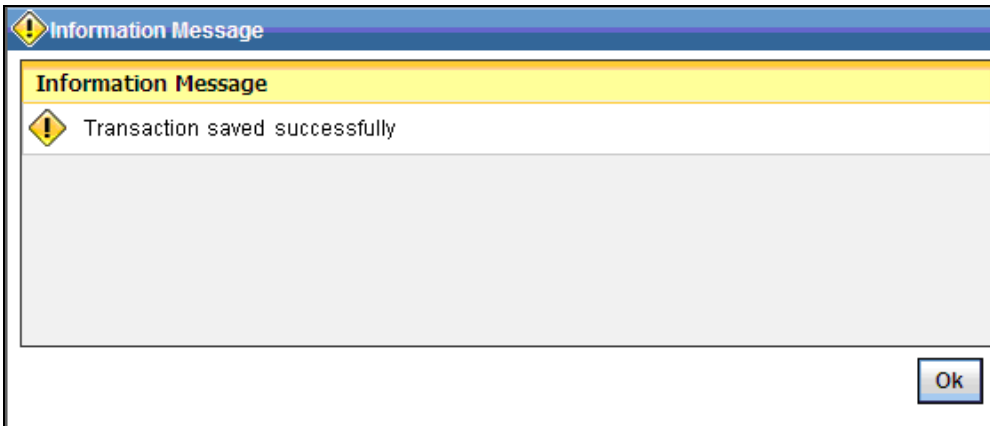 Information Message
Information Message
Transaction saved successfully
Ok